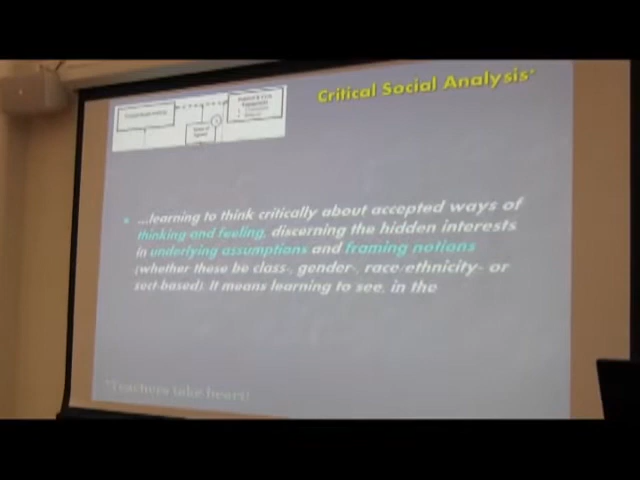 Critical Social Analysis*
...learning to think critically about accepted ways of
thinking and feeling, discerning the hidden interests
in underlying assumptions and framing notions
(whether these be class-, gender-, race/ethnicity- or
sect-based). It means learning to see, in the
"Teachers take heart!